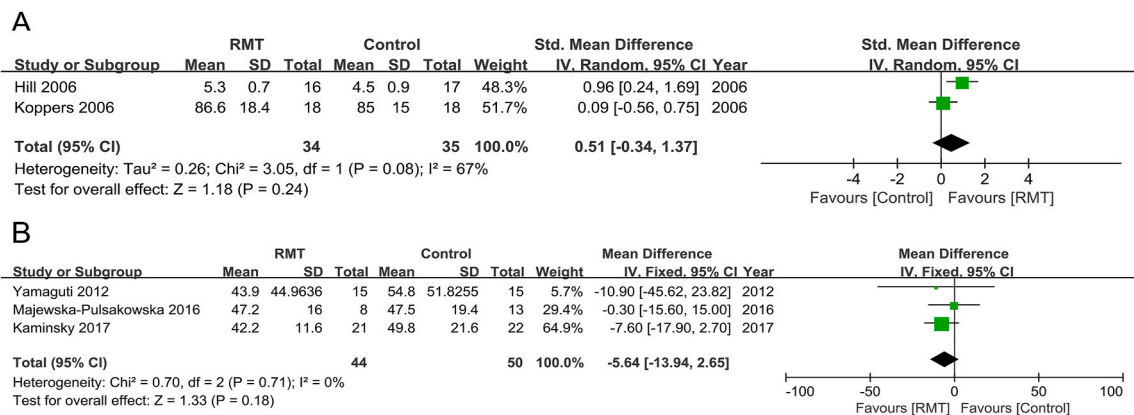 A
RMT Control Std. Mean Difference Std. Mean Difference
Study or Subgroup Mean SD Total Mean SD Total Weight IV, Random, 95% CI Year IV, Random, 95% CI
Hill 2006 5.3 0.7 16 4.5 0.9 17 48.3% 0.96 [0.24, 1.69] 2006
Koppers 2006 86.6 18.4 18 85 15 18 51.7% 0.09 [-0.56, 0.75] 2006
Total (95% CI) 34 35 100.0% 0.51 [-0.34, 1.37]
Heterogeneity: Tau² = 0.26; Chi² = 3.05, df = 1 (P = 0.08); I² = 67%
Test for overall effect: Z = 1.18 (P = 0.24)
-4 -2 0 2 4
Favours [Control] Favours [RMT]
B
RMT Control Mean Difference Mean Difference
Study or Subgroup Mean SD Total Mean SD Total Weight IV, Fixed, 95% CI Year IV, Fixed, 95% CI
Yamaguti 2012 43.9 44.9636 15 54.8 51.8255 15 5.7% -10.90 [-45.62, 23.82] 2012
Majewska-Pulsakowska 2016 47.2 16 8 47.5 19.4 13 29.4% -0.30 [-15.60, 15.00] 2016
Kaminsky 2017 42.2 11.6 21 49.8 21.6 22 64.9% -7.60 [-17.90, 2.70] 2017
Total (95% CI) 44 50 100.0% -5.64 [-13.94, 2.65]
Heterogeneity: Chi² = 0.70, df = 2 (P = 0.71); I² = 0%
Test for overall effect: Z = 1.33 (P = 0.18)
-100 -50 0 50 100
Favours [RMT] Favours [Control]